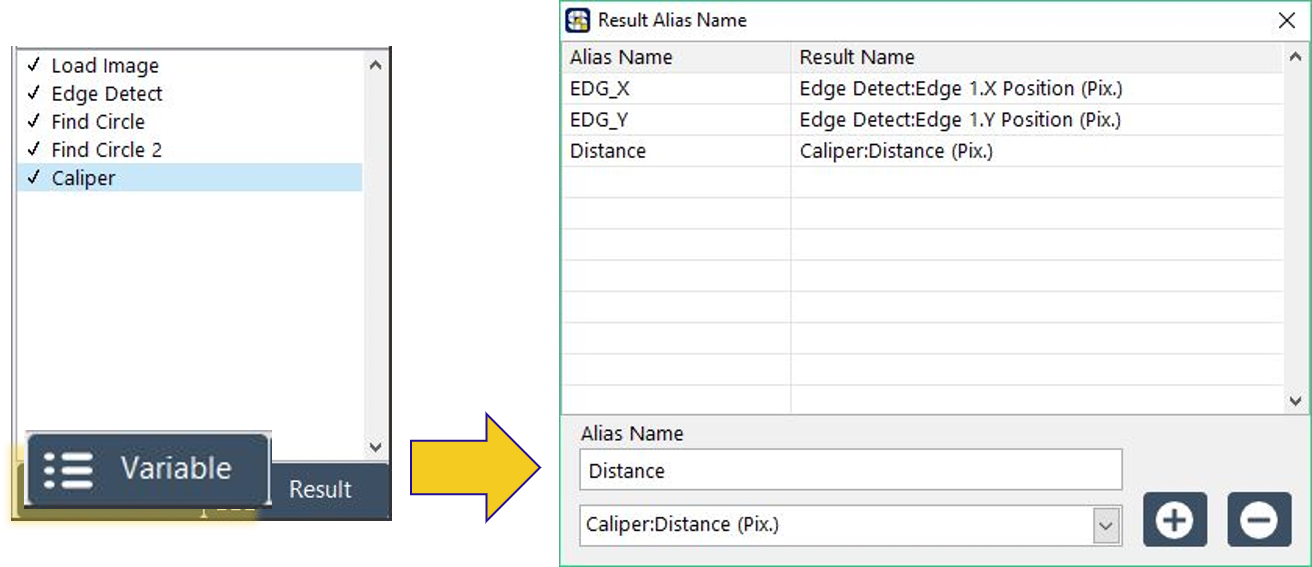 ✓ Load Image
✓ Edge Detect
✓ Find Circle
✓ Find Circle 2
✓ Caliper
Variable
Result
Result Alias Name
Alias Name Result Name
EDG_X Edge Detect:Edge 1.X Position (Pix.)
EDG_Y Edge Detect:Edge 1.Y Position (Pix.)
Distance Caliper:Distance (Pix.)
Alias Name
Distance
Caliper:Distance (Pix.)